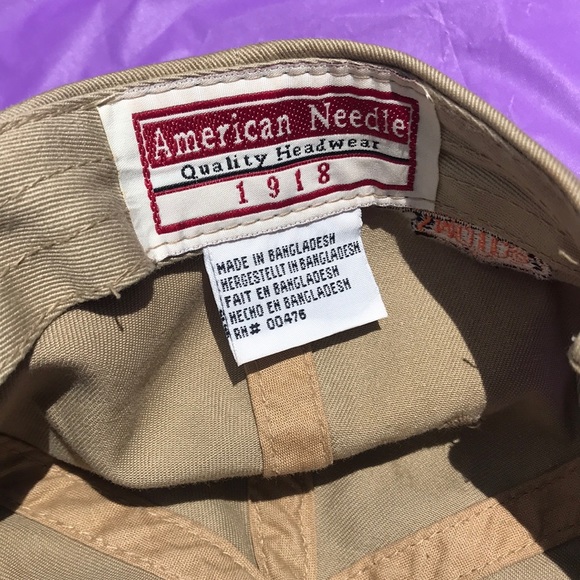 American Needle
Quality Headwear
1918
MADE IN BANGLADESH
HERGESTELLT IN BANGLADESH
FAIT EN BANGLADESH
HECHO EN BANGLADESH
RN# 00476